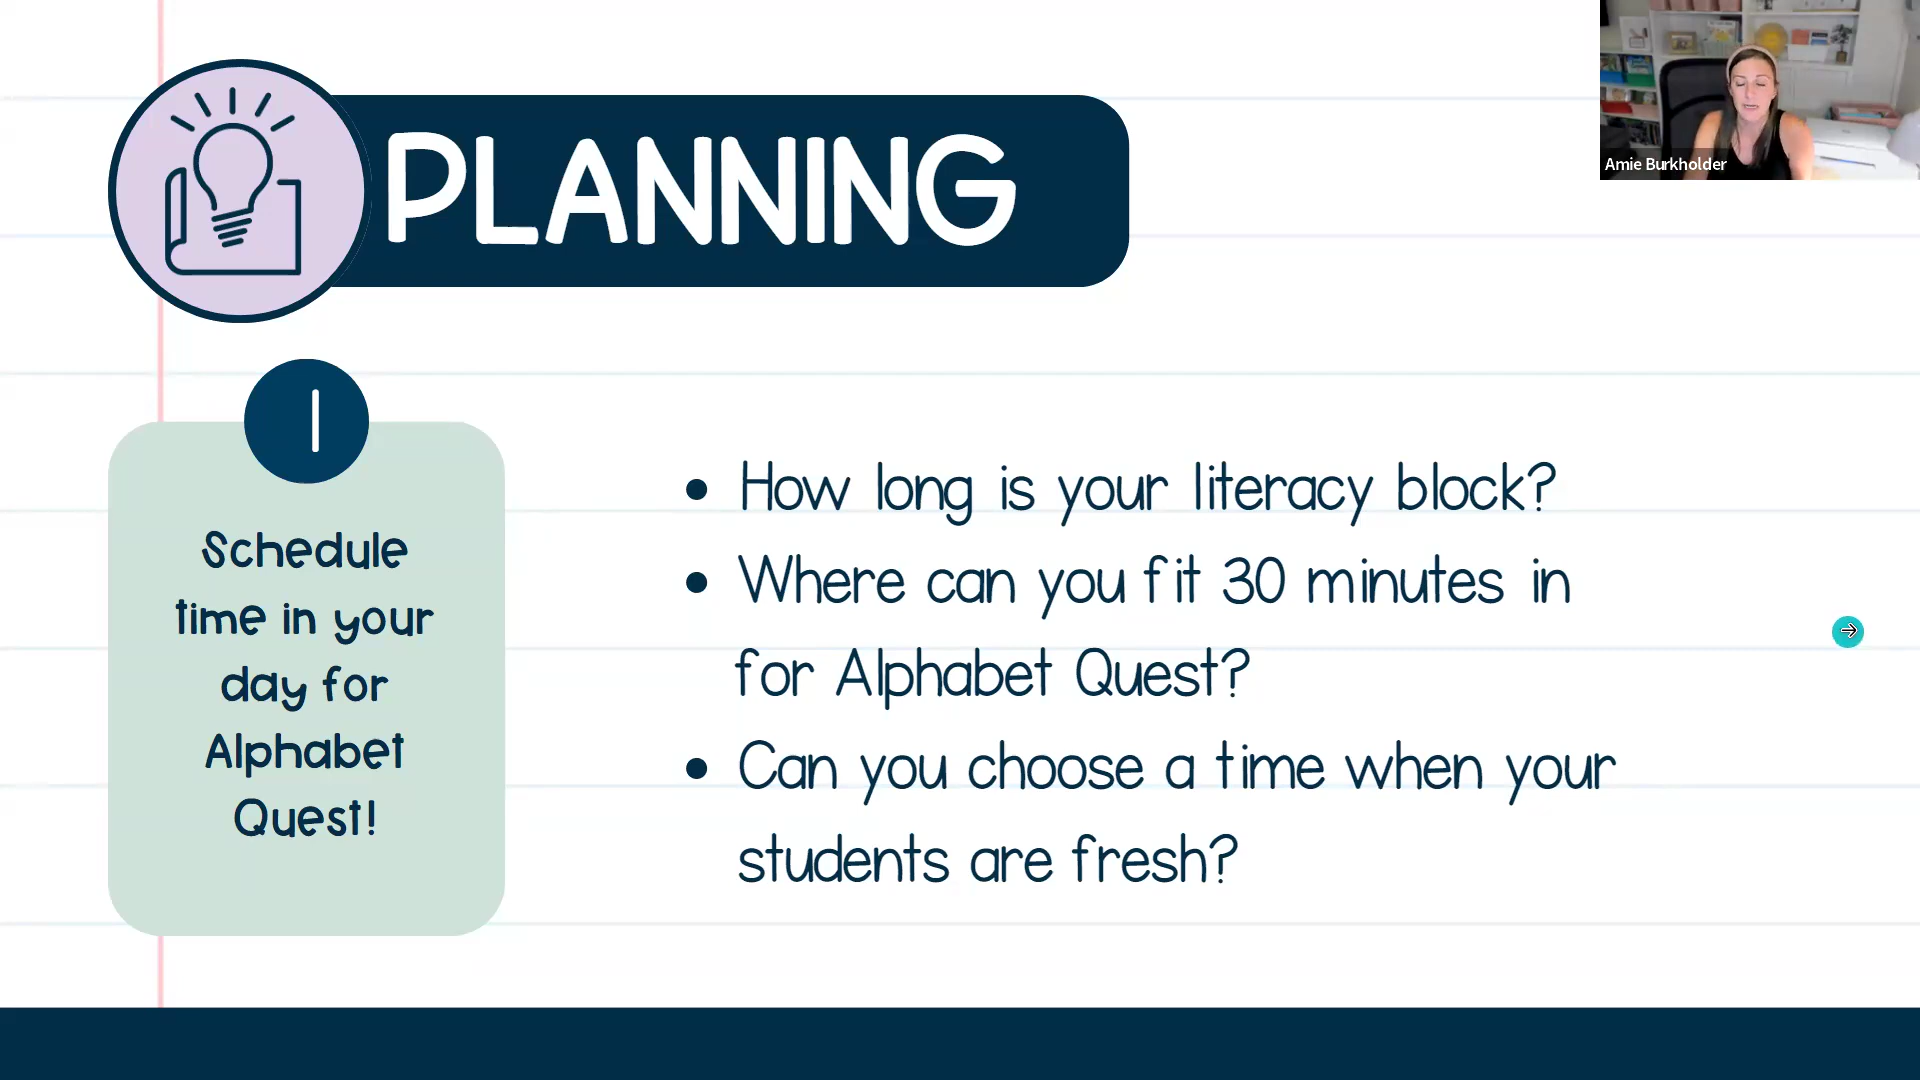 PLANNING
Amie Burkholder
1
Schedule
time in your
day for
Alphabet
Quest!
• How long is your literacy block?
• Where can you fit 30 minutes in
for Alphabet Quest?
• Can you choose a time when your
students are fresh?